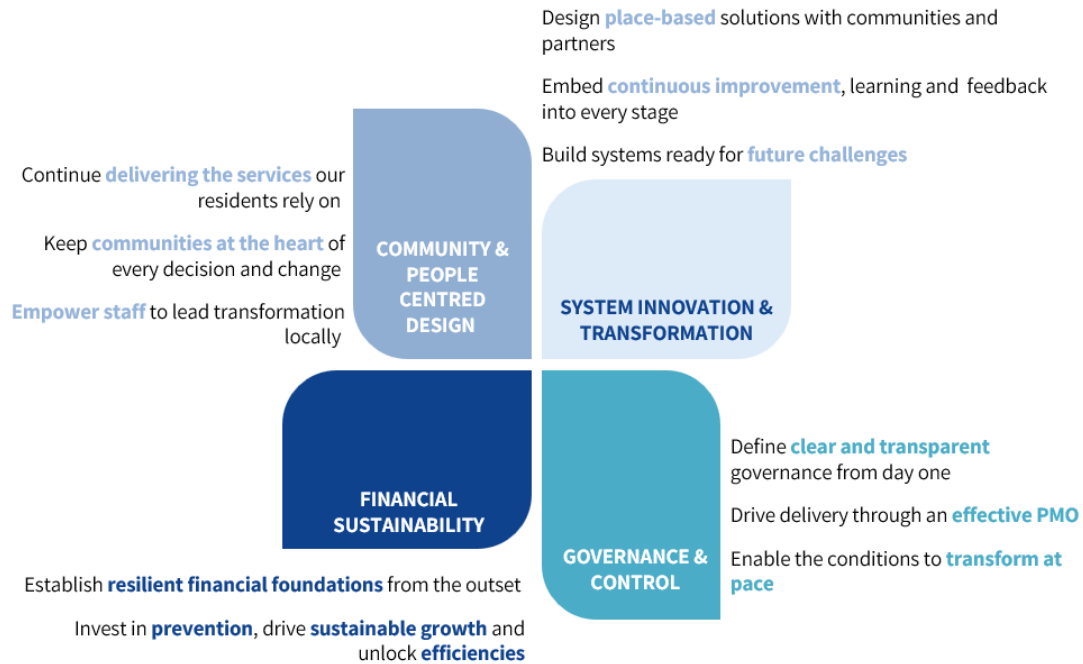 Design place-based solutions with communities and
partners
Embed continuous improvement, learning and feedback
into every stage
Build systems ready for future challenges
Continue delivering the services our
residents rely on
Keep communities at the heart of
every decision and change
Empower staff to lead transformation
locally
COMMUNITY &
PEOPLE
CENTRED
DESIGN
SYSTEM INNOVATION &
TRANSFORMATION
FINANCIAL
SUSTAINABILITY
GOVERNANCE &
CONTROL
Define clear and transparent
governance from day one
Drive delivery through an effective PMO
Enable the conditions to transform at
pace
Establish resilient financial foundations from the outset
Invest in prevention, drive sustainable growth and
unlock efficiencies